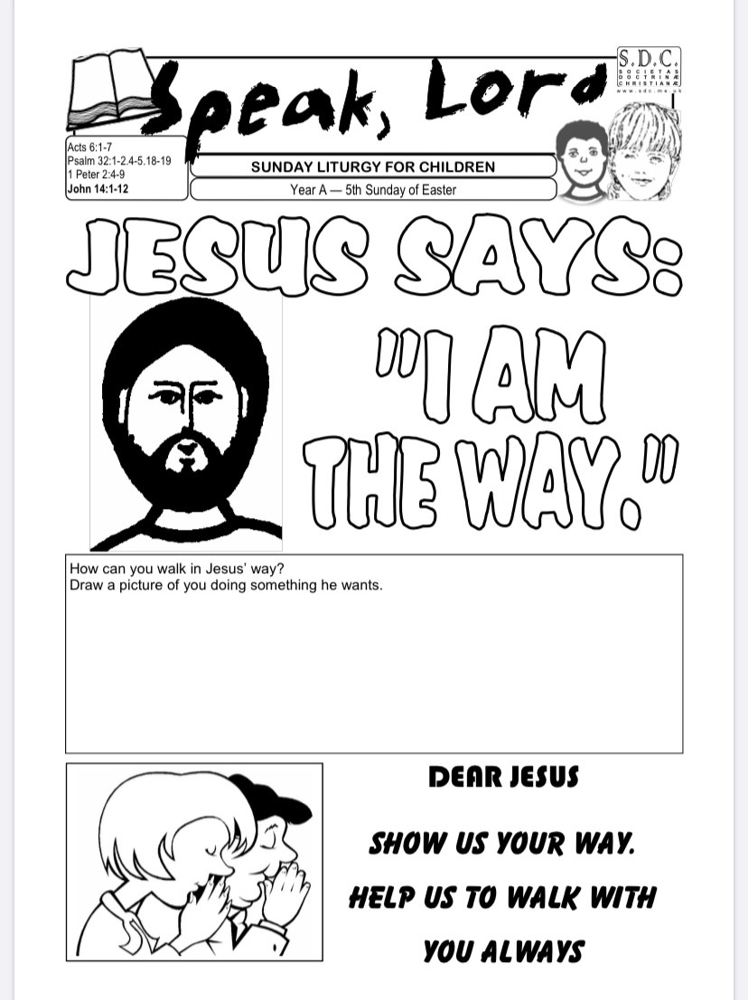 Speak, Lord
S.D.C.
SOCIETAS
DOCTRINÆ
CHRISTIANÆ
www.sdc.me.uk
Acts 6:1-7
Psalm 32:1-2.4-5.18-19
1 Peter 2:4-9
John 14:1-12
SUNDAY LITURGY FOR CHILDREN
Year A — 5th Sunday of Easter
JESUS SAYS:
"I AM
THE WAY."
How can you walk in Jesus’ way?
Draw a picture of you doing something he wants.
DEAR JESUS
SHOW US YOUR WAY.
HELP US TO WALK WITH
YOU ALWAYS